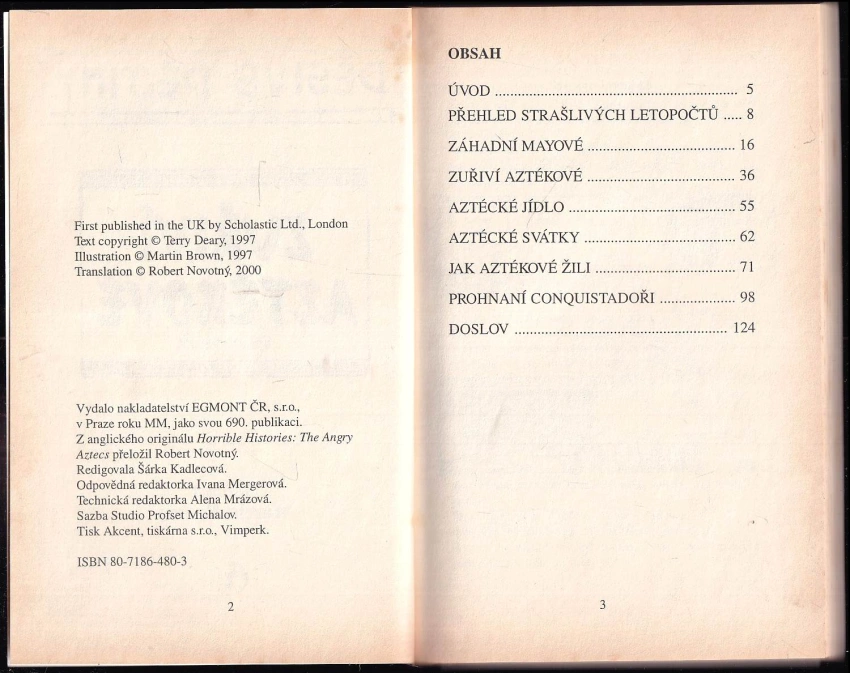 First published in the UK by Scholastic Ltd., London
Text copyright © Terry Deary, 1997
Illustration © Martin Brown, 1997
Translation © Robert Novotný, 2000
Vydalo nakladatelství EGMONT ČR, s.r.o.,
v Praze roku MM, jako svou 690. publikaci.
Z anglického originálu Horrible Histories: The Angry
Aztecs přeložil Robert Novotný.
Redigovala Šárka Kadlecová.
Odpovědná redaktorka Ivana Mergerová.
Technická redaktorka Alena Mrázová.
Sazba Studio Profset Michalov.
Tisk Akcent, tiskárna s.r.o., Vimperk.
ISBN 80-7186-480-3
2
OBSAH
ÚVOD ................................................................ 5
PŘEHLED STRAŠLIVÝCH LETOPOČTŮ ..... 8
ZÁHADNÍ MAYOVÉ ....................................... 16
ZUŘIVÍ AZTÉKOVÉ ....................................... 36
AZTÉCKÉ JÍDLO ............................................ 55
AZTÉCKÉ SVÁTKY ........................................ 62
JAK AZTÉKOVÉ ŽILI ..................................... 71
PROHNANÍ CONQUISTADOŘI .................... 98
DOSLOV ........................................................ 124
3